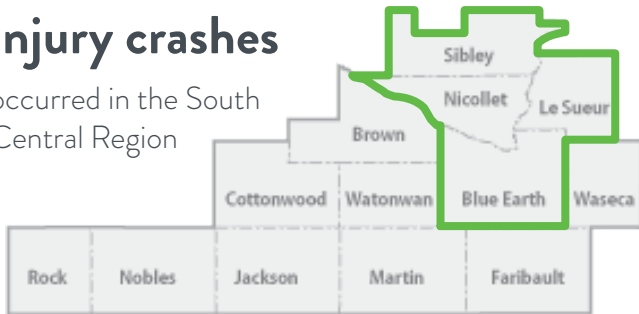 njury crashes
occurred in the South
Central Region
Sibley
Nicollet
Le Sueur
Brown
Cottonwood
Watonwan
Blue Earth
Waseca
Rock
Nobles
Jackson
Martin
Faribault